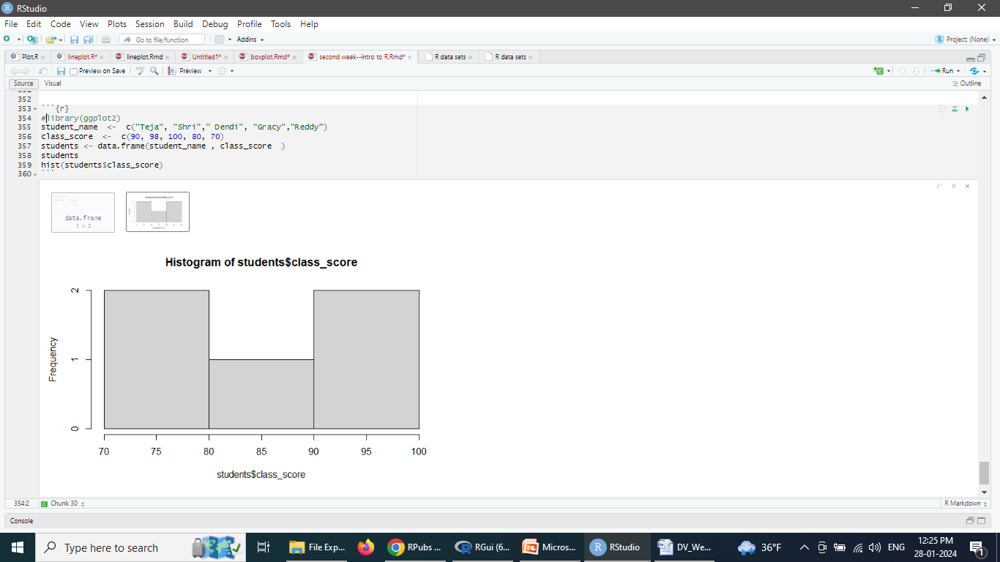 RStudio
File Edit Code View Plots Session Build Debug Profile Tools Help
Go to file/function Addins Project: (None)
Plot.R lineplot.R* lineplot.Rmd Untitled1* boxplot.Rmd* second week--intro to R.Rmd* R data sets R data sets
Preview on Save ABC Preview Run
Source Visual Outline
352
353 ```{r}
354 #library(ggplot2)
355 student_name <- c("Teja", "Shri"," Dendi", "Gracy","Reddy")
356 class_score <- c(90, 98, 100, 80, 70)
357 students <- data.frame(student_name , class_score )
358 students
359 hist(students$class_score)
360 ```
data.frame
5 x 2
Histogram of students$class_score
Frequency
0 1 2
70 75 80 85 90 95 100
students$class_score
354:2 Chunk 30 R Markdown
Console
Type here to search File Exp... RPubs ... RGui (6... Micros... RStudio DV_We... 36°F ENG 12:25 PM
28-01-2024 1